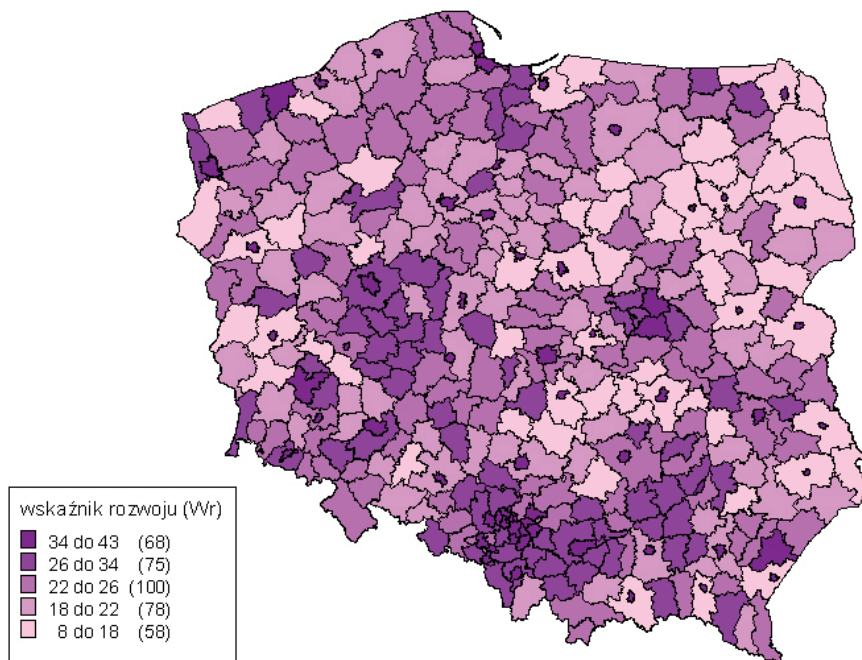 wskaźnik rozwoju (Wr)
34 do 43 (68)
26 do 34 (75)
22 do 26 (100)
18 do 22 (78)
8 do 18 (58)